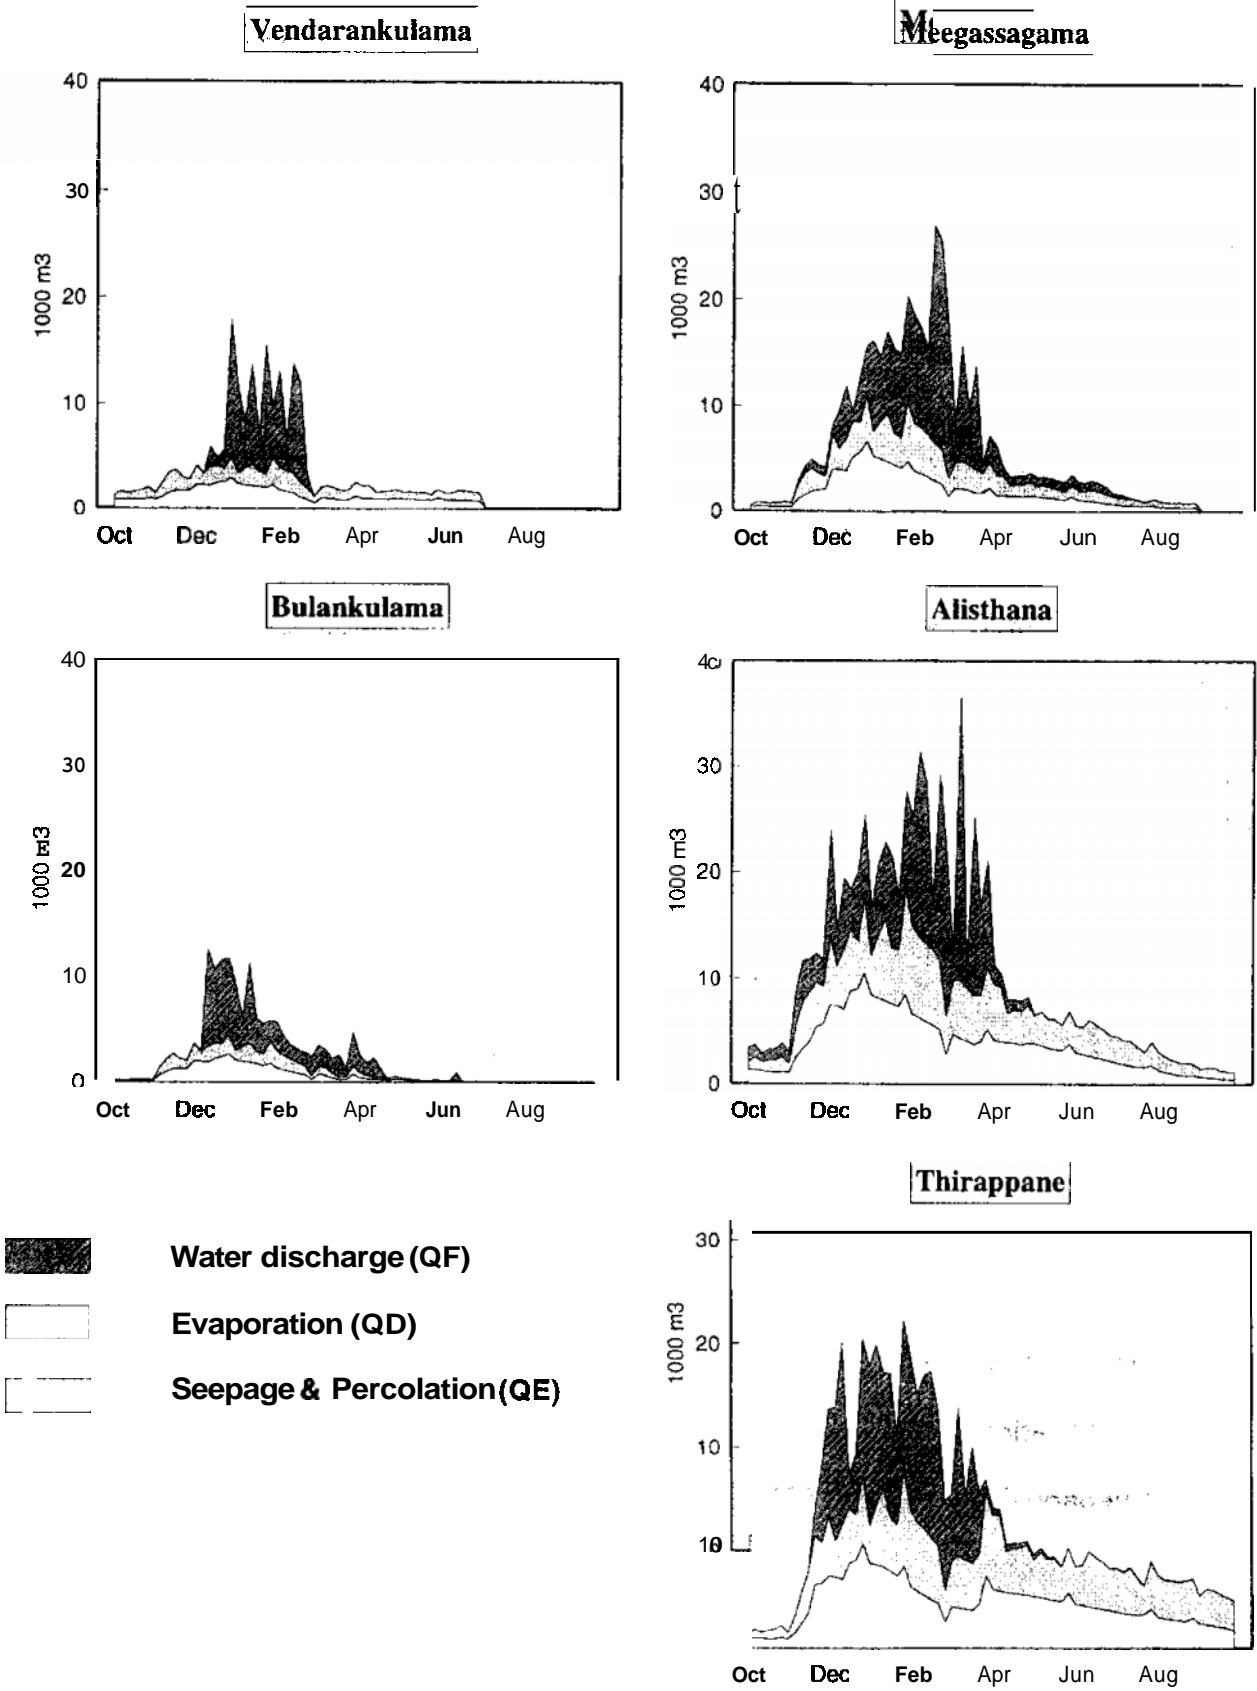 Vendarankulama
40
30
20
10
0
1000 m3
Oct Dec Feb Apr Jun Aug
Meegassagama
40
30
20
10
0
1000 m3
Oct Dec Feb Apr Jun Aug
Bulankulama
40
30
20
10
0
1000 m3
Oct Dec Feb Apr Jun Aug
Alisthana
40
30
20
10
0
1000 m3
Oct Dec Feb Apr Jun Aug
Water discharge (QF)
Evaporation (QD)
Seepage & Percolation (QE)
Thirappane
30
20
10
1000 m3
Oct Dec Feb Apr Jun Aug